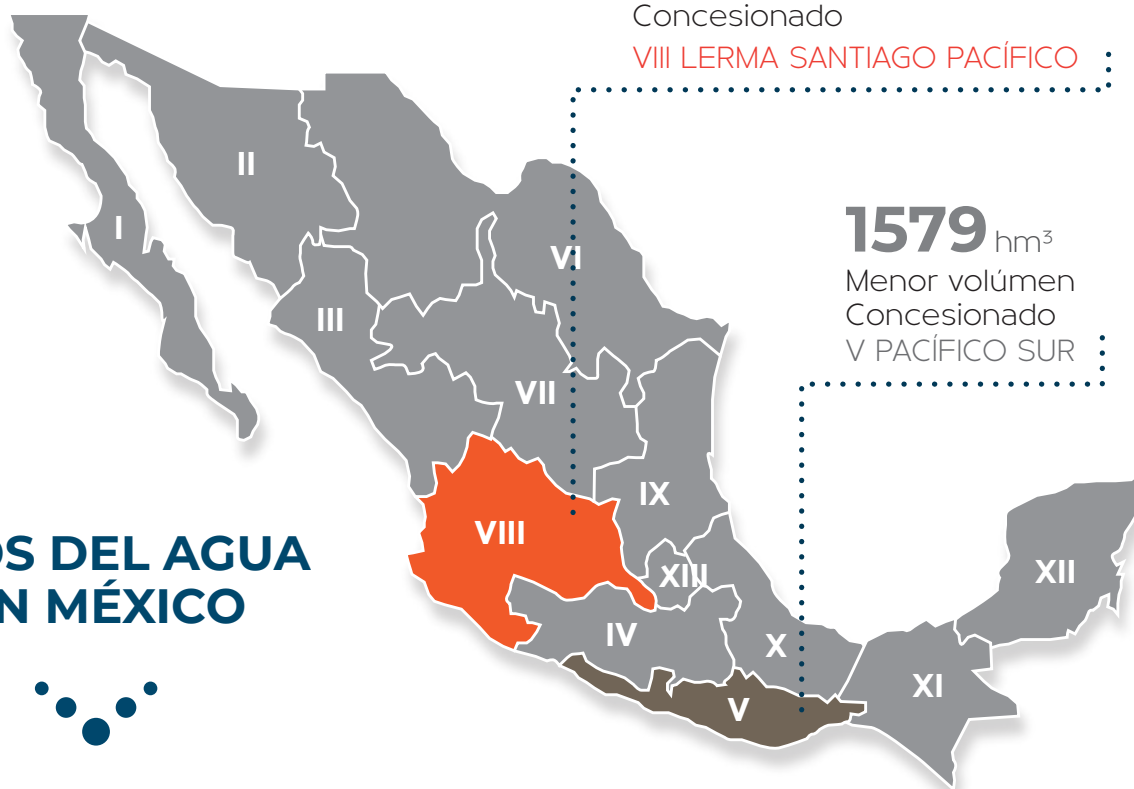 Concesionado
VIII LERMA SANTIAGO PACÍFICO
II
I
VI
1579 hm³
Menor volúmen
Concesionado
V PACÍFICO SUR
III
VII
IX
VIII
DEL AGUA
MÉXICO
XIII
XII
IV
X
XI
V